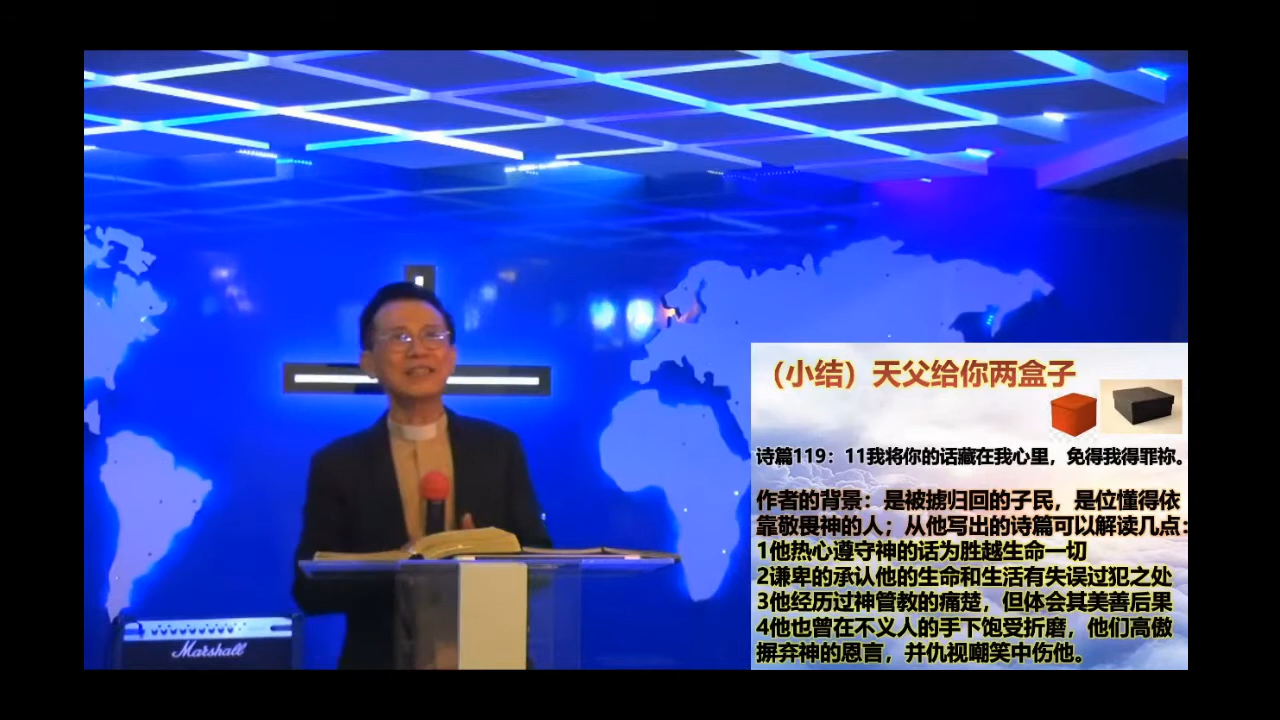 （小结）天父给你两盒子
诗篇119：11我将你的话藏在我心里，免得我得罪祢。
作者的背景：是被掳归回的子民，是位懂得依
靠敬畏神的人；从他写出的诗篇可以解读几点：
1他热心遵守神的话为胜越生命一切
2谦卑的承认他的生命和生活有失误过犯之处
3他经历过神管教的痛楚，但体会其美善后果
4他也曾在不义人的手下饱受折磨，他们高傲
摒弃神的恩言，并仇视嘲笑中伤他。
Marshall